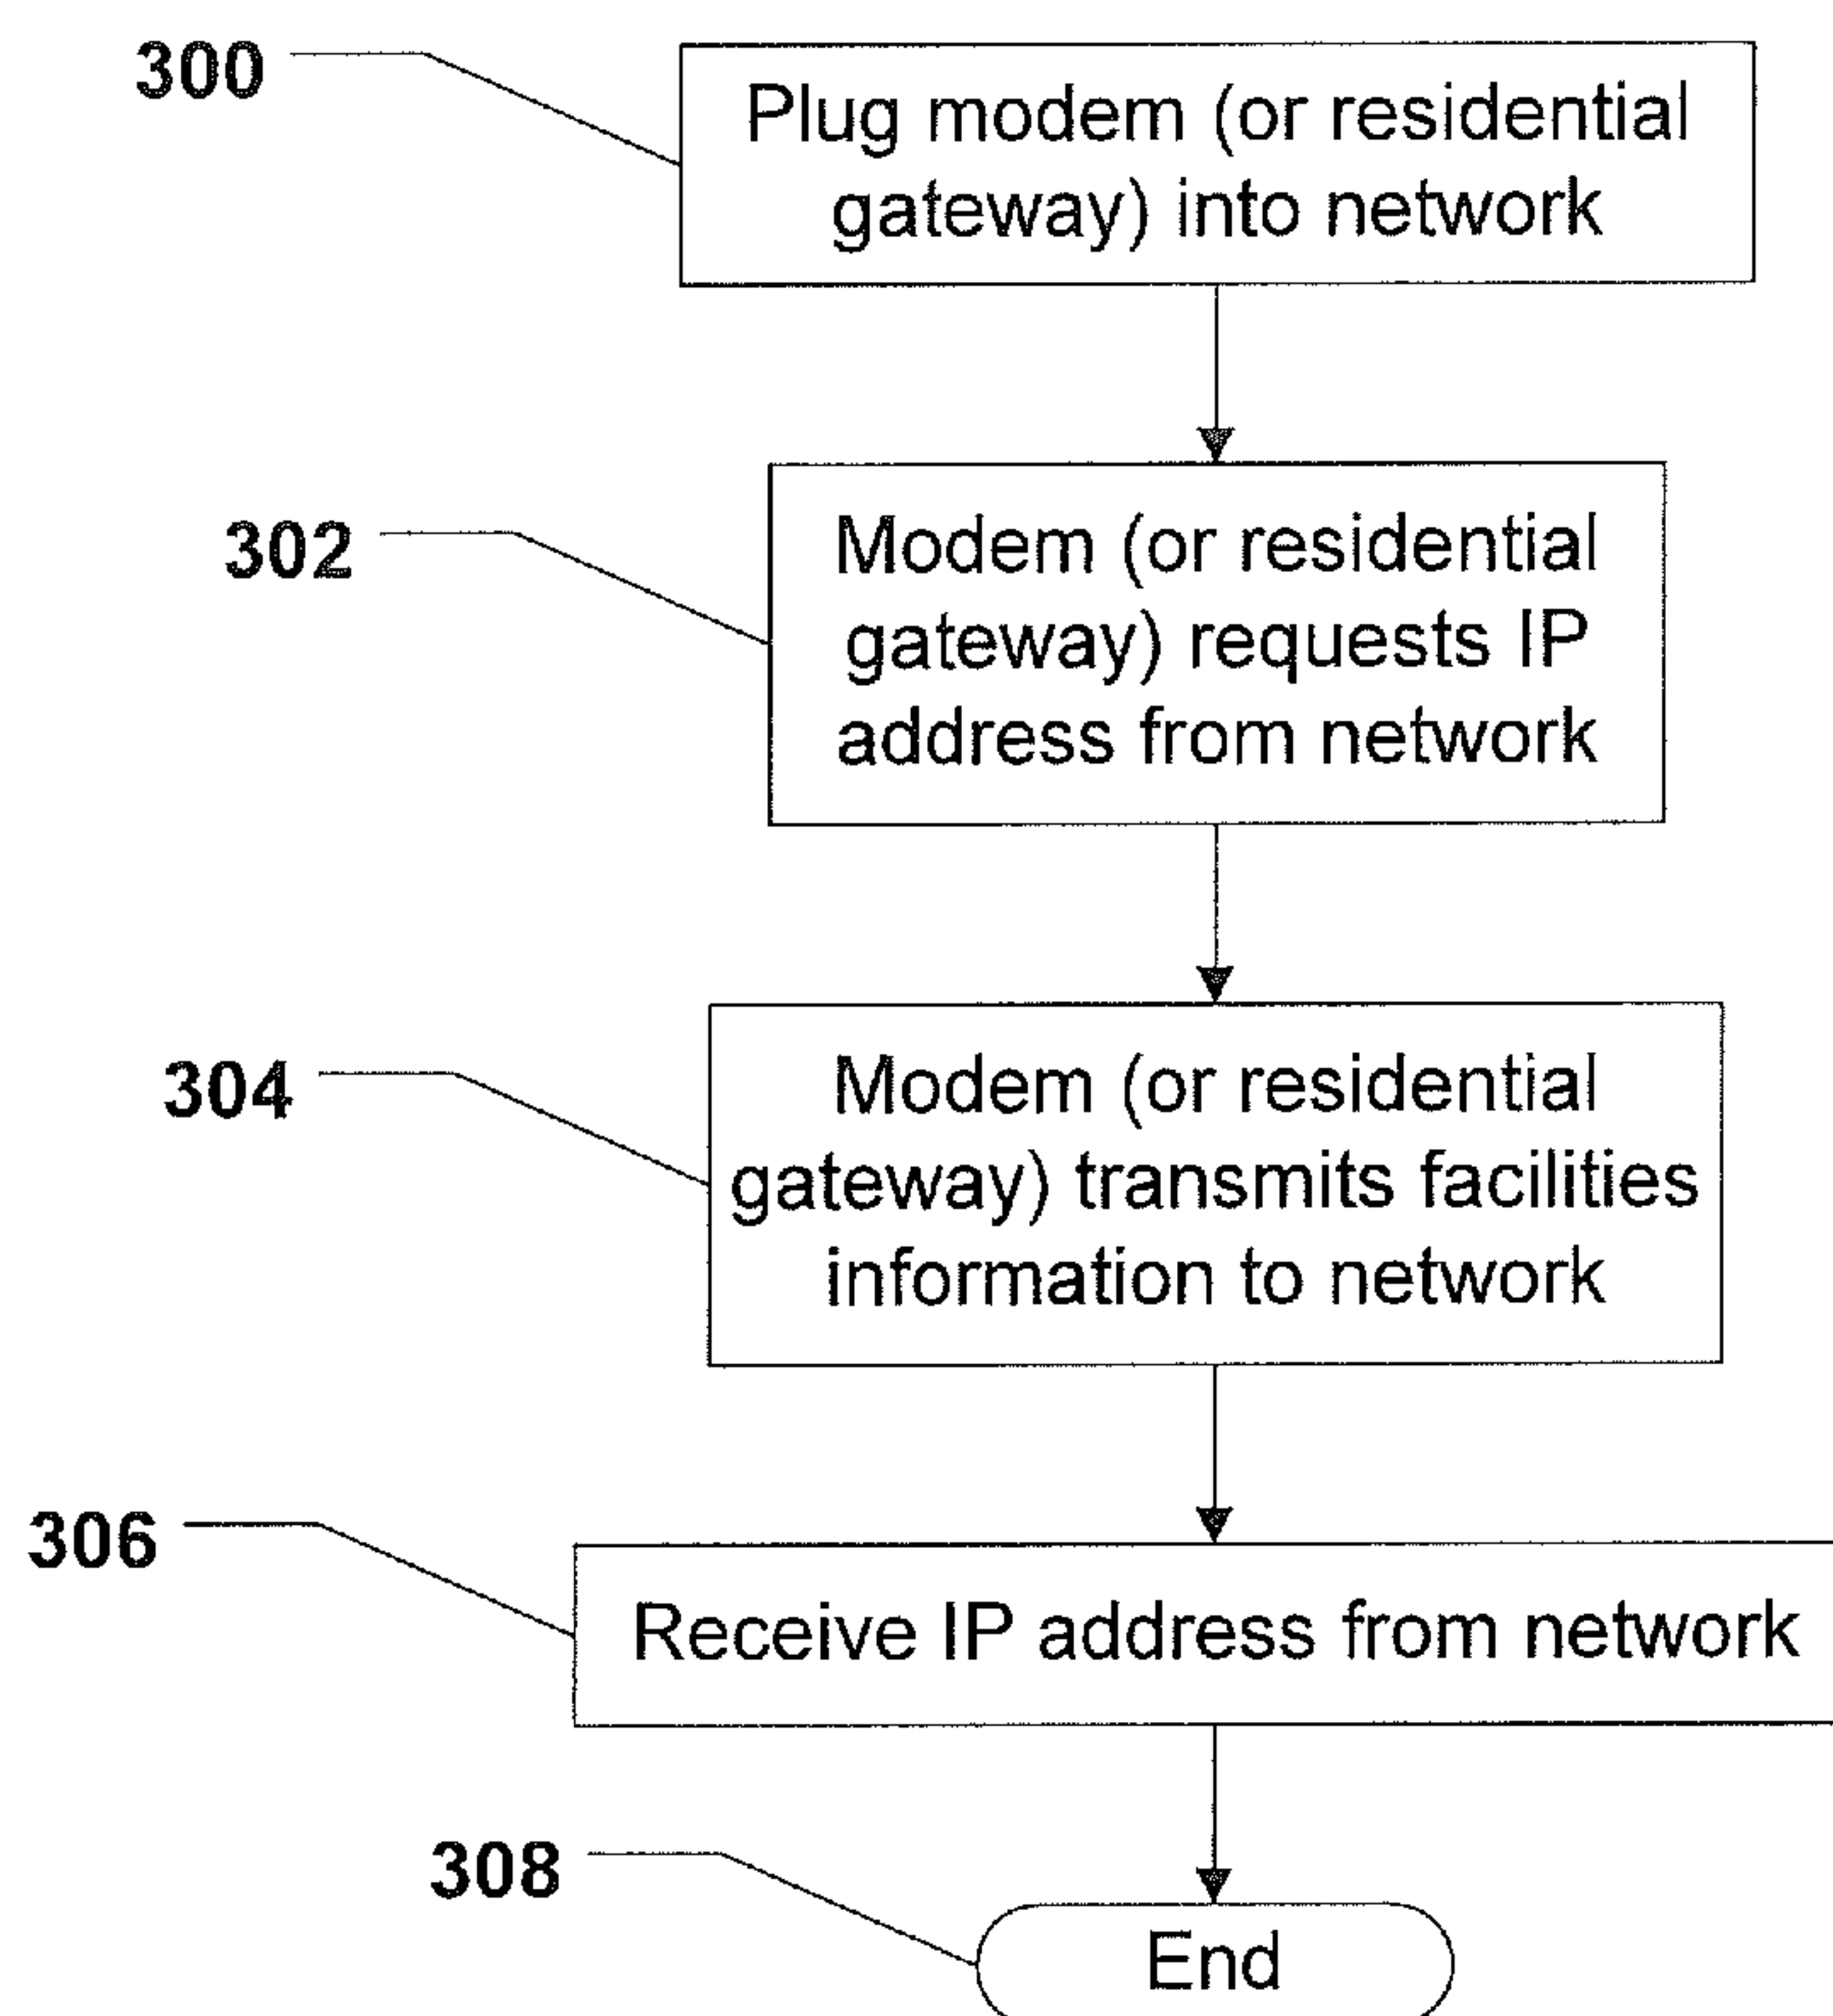 300
Plug modem (or residential
gateway) into network
302
Modem (or residential
gateway) requests IP
address from network
304
Modem (or residential
gateway) transmits facilities
information to network
306
Receive IP address from network
308
End